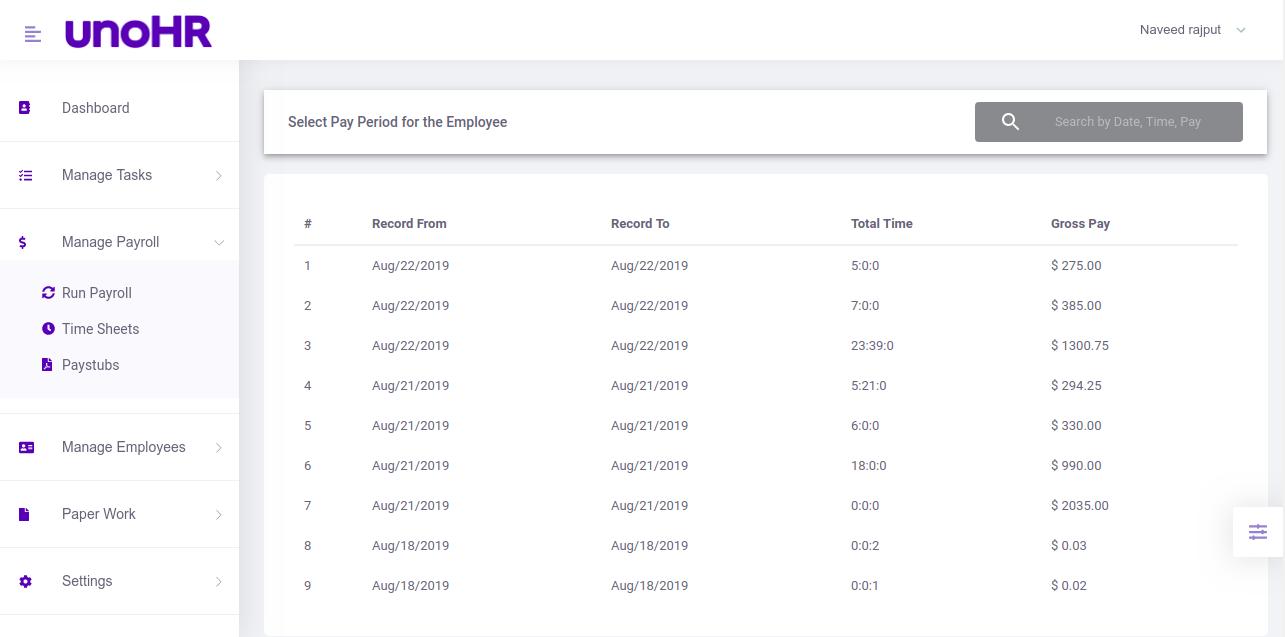 unoHR
Naveed rajput
Dashboard
Manage Tasks
Manage Payroll
Run Payroll
Time Sheets
Paystubs
Manage Employees
Paper Work
Settings
Select Pay Period for the Employee
Search by Date, Time, Pay
# Record From Record To Total Time Gross Pay
1 Aug/22/2019 Aug/22/2019 5:0:0 $ 275.00
2 Aug/22/2019 Aug/22/2019 7:0:0 $ 385.00
3 Aug/22/2019 Aug/22/2019 23:39:0 $ 1300.75
4 Aug/21/2019 Aug/21/2019 5:21:0 $ 294.25
5 Aug/21/2019 Aug/21/2019 6:0:0 $ 330.00
6 Aug/21/2019 Aug/21/2019 18:0:0 $ 990.00
7 Aug/21/2019 Aug/21/2019 0:0:0 $ 2035.00
8 Aug/18/2019 Aug/18/2019 0:0:2 $ 0.03
9 Aug/18/2019 Aug/18/2019 0:0:1 $ 0.02